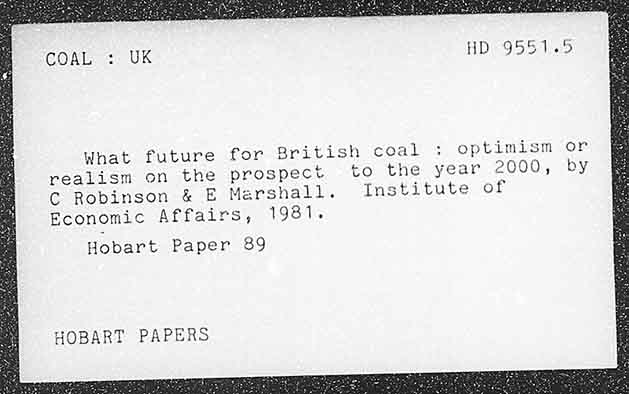 COAL : UK
HD 9551.5
What future for British coal : optimism or
realism on the prospect to the year 2000, by
C Robinson & E Marshall. Institute of
Economic Affairs, 1981.
Hobart Paper 89
HOBART PAPERS